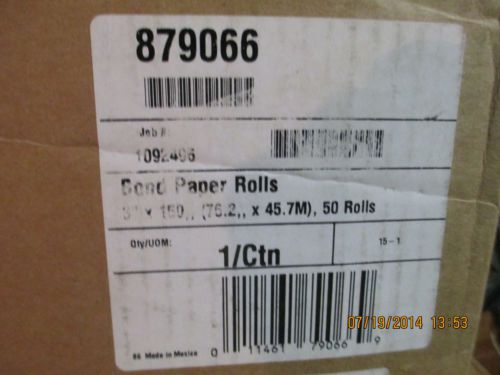 879066
Job #:
1092496
Bond Paper Rolls
3" x 150,, (76.2,, x 45.7M), 50 Rolls
Qty/UOM:
1/Ctn
15-1
86 Made in Mexico
0 11461 79066 9
07/19/2014 13:53